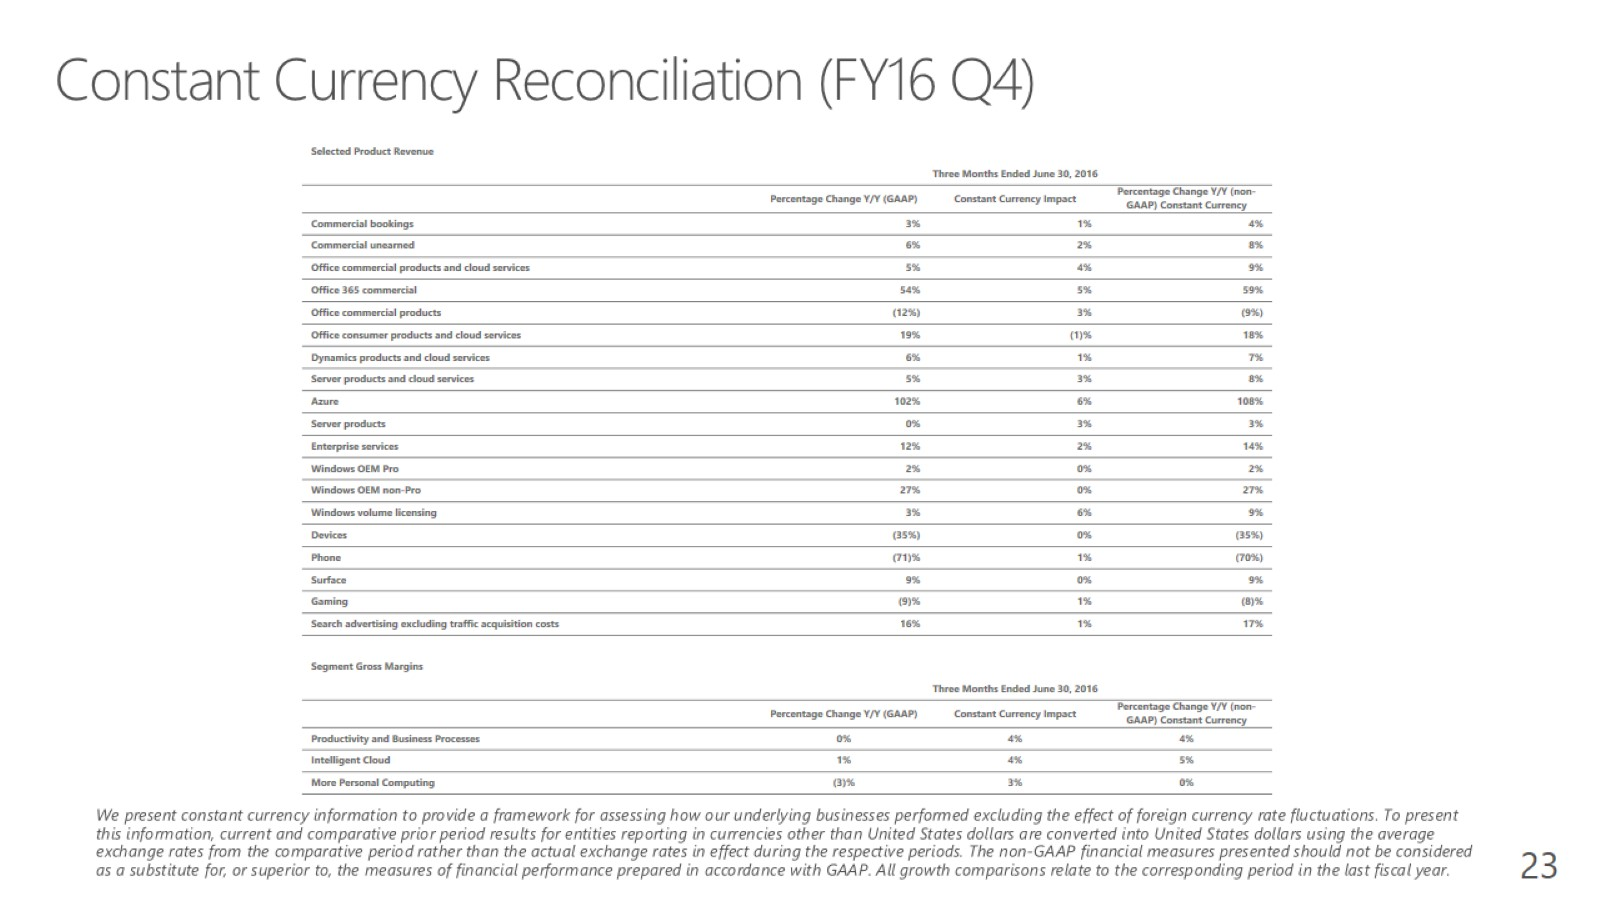 Constant Currency Reconciliation (FY16 Q4)
Selected Product Revenue
Three Months Ended June 30, 2016
Percentage Change Y/Y (GAAP) Constant Currency Impact Percentage Change Y/Y (non-
GAAP) Constant Currency
Commercial bookings 3% 1% 4%
Commercial unearned 6% 2% 8%
Office commercial products and cloud services 5% 4% 9%
Office 365 commercial 54% 5% 59%
Office commercial products (12%) 3% (9%)
Office consumer products and cloud services 19% (1)% 18%
Dynamics products and cloud services 6% 1% 7%
Server products and cloud services 5% 3% 8%
Azure 102% 6% 108%
Server products 0% 3% 3%
Enterprise services 12% 2% 14%
Windows OEM Pro 2% 0% 2%
Windows OEM non-Pro 27% 0% 27%
Windows volume licensing 3% 6% 9%
Devices (35%) 0% (35%)
Phone (71)% 1% (70%)
Surface 9% 0% 9%
Gaming (9)% 1% (8)%
Search advertising excluding traffic acquisition costs 16% 1% 17%
Segment Gross Margins
Three Months Ended June 30, 2016
Percentage Change Y/Y (GAAP) Constant Currency Impact Percentage Change Y/Y (non-
GAAP) Constant Currency
Productivity and Business Processes 0% 4% 4%
Intelligent Cloud 1% 4% 5%
More Personal Computing (3)% 3% 0%
We present constant currency information to provide a framework for assessing how our underlying businesses performed excluding the effect of foreign currency rate fluctuations. To present
this information, current and comparative prior period results for entities reporting in currencies other than United States dollars are converted into United States dollars using the average
exchange rates from the comparative period rather than the actual exchange rates in effect during the respective periods. The non-GAAP financial measures presented should not be considered
as a substitute for, or superior to, the measures of financial performance prepared in accordance with GAAP. All growth comparisons relate to the corresponding period in the last fiscal year.
23